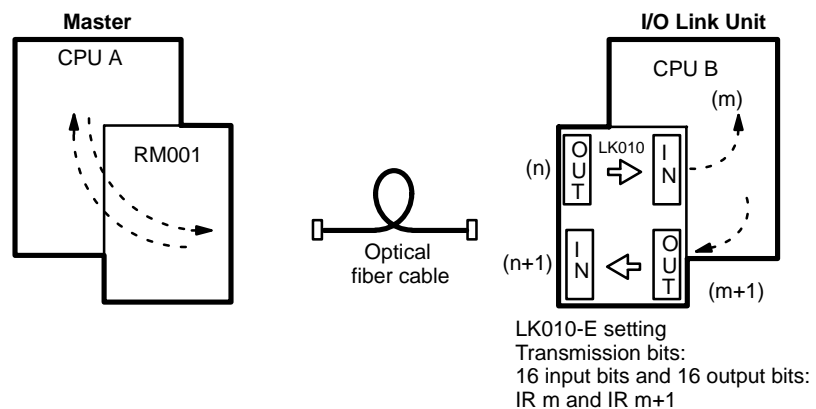 Master
I/O Link Unit
CPU A
CPU B
(m)
RM001
OUT
LK010
IN
(n)
Optical
fiber cable
(n+1)
IN
OUT
(m+1)
LK010-E setting
Transmission bits:
16 input bits and 16 output bits:
IR m and IR m+1